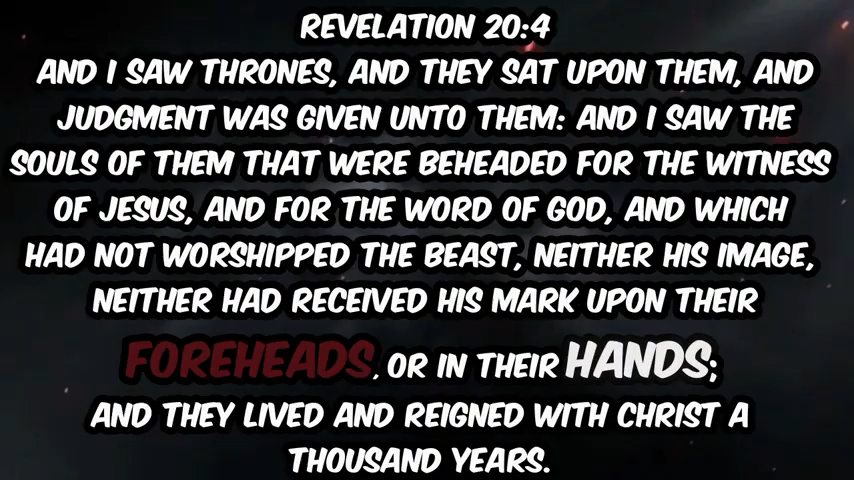 REVELATION 20:4
AND I SAW THRONES, AND THEY SAT UPON THEM, AND
JUDGMENT WAS GIVEN UNTO THEM: AND I SAW THE
SOULS OF THEM THAT WERE BEHEADED FOR THE WITNESS
OF JESUS, AND FOR THE WORD OF GOD, AND WHICH
HAD NOT WORSHIPPED THE BEAST, NEITHER HIS IMAGE,
NEITHER HAD RECEIVED HIS MARK UPON THEIR
FOREHEADS, OR IN THEIR HANDS;
AND THEY LIVED AND REIGNED WITH CHRIST A
THOUSAND YEARS.